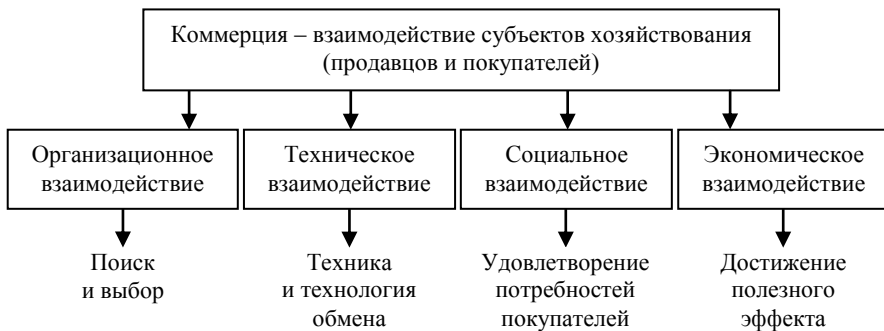 Коммерция – взаимодействие субъектов хозяйствования
(продавцов и покупателей)
Организационное
взаимодействие
Техническое
взаимодействие
Социальное
взаимодействие
Экономическое
взаимодействие
Поиск
и выбор
Техника
и технология
обмена
Удовлетворение
потребностей
покупателей
Достижение
полезного
эффекта